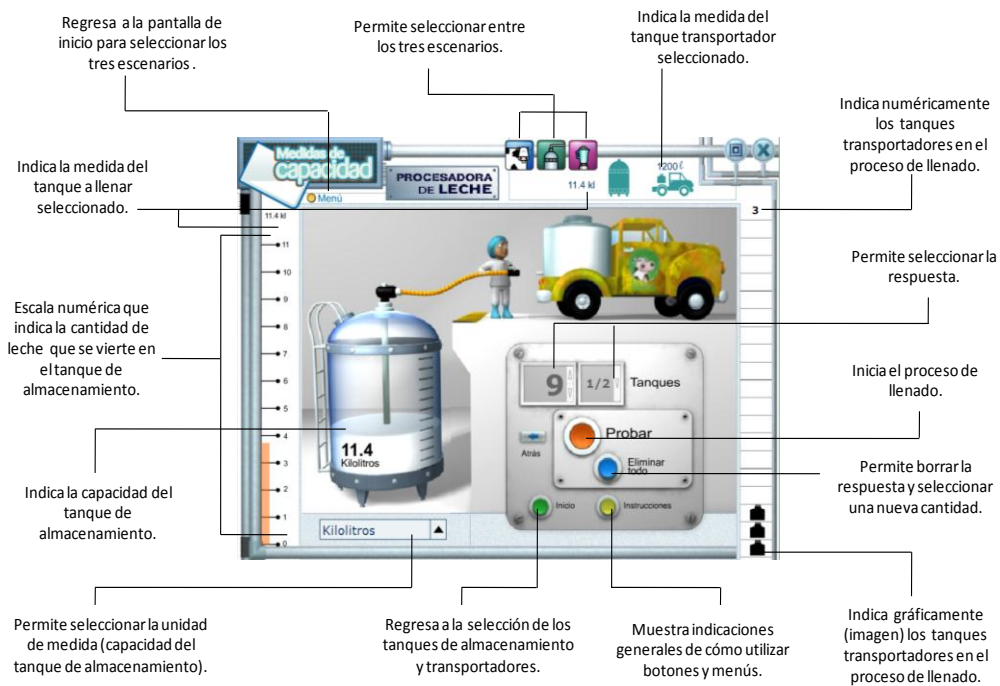 Regresa a la pantalla de
inicio para seleccionar los
tres escenarios .
Permite seleccionar entre
los tres escenarios.
Indica la medida del
tanque transportador
seleccionado.
Indica numéricamente
los tanques
transportadores en el
proceso de llenado.
Indica la medida del
tanque a llenar
seleccionado.
Medidas de
capacidad
PROCESADORA
DE LECHE
Menú
11.4 kl
1200 ℓ
3
11.4 kl
11
10
9
8
7
6
5
4
3
2
1
0
Permite seleccionar la
respuesta.
Escala numérica que
indica la cantidad de
leche que se vierte en
el tanque de
almacenamiento.
9
1/2
Tanques
Inicia el proceso de
llenado.
Probar
Atrás
Eliminar
todo
11.4
Kilolitros
Inicio
Instrucciones
Permite borrar la
respuesta y seleccionar
una nueva cantidad.
Indica la capacidad del
tanque de
almacenamiento.
Kilolitros
Permite seleccionar la unidad
de medida (capacidad del
tanque de almacenamiento).
Regresa a la selección de los
tanques de almacenamiento
y transportadores.
Muestra indicaciones
generales de cómo utilizar
botones y menús.
Indica gráficamente
(imagen) los tanques
transportadores en el
proceso de llenado.